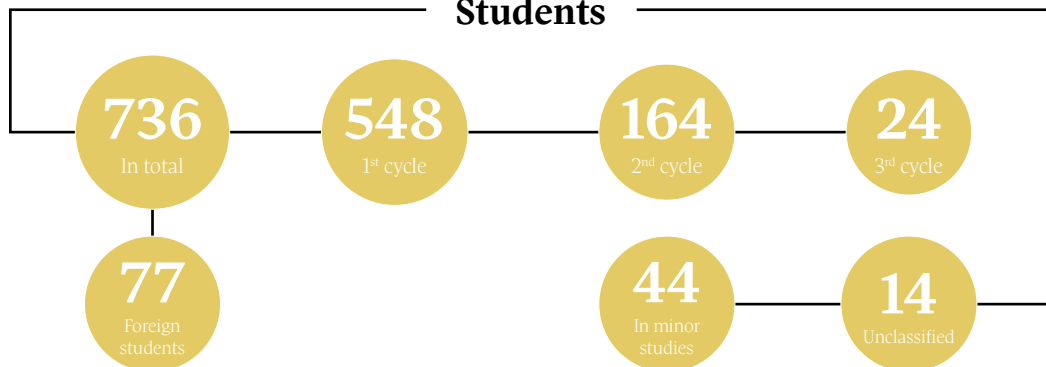 Students
736
In total
548
1st cycle
164
2nd cycle
24
3rd cycle
77
Foreign
students
44
In minor
studies
14
Unclassified